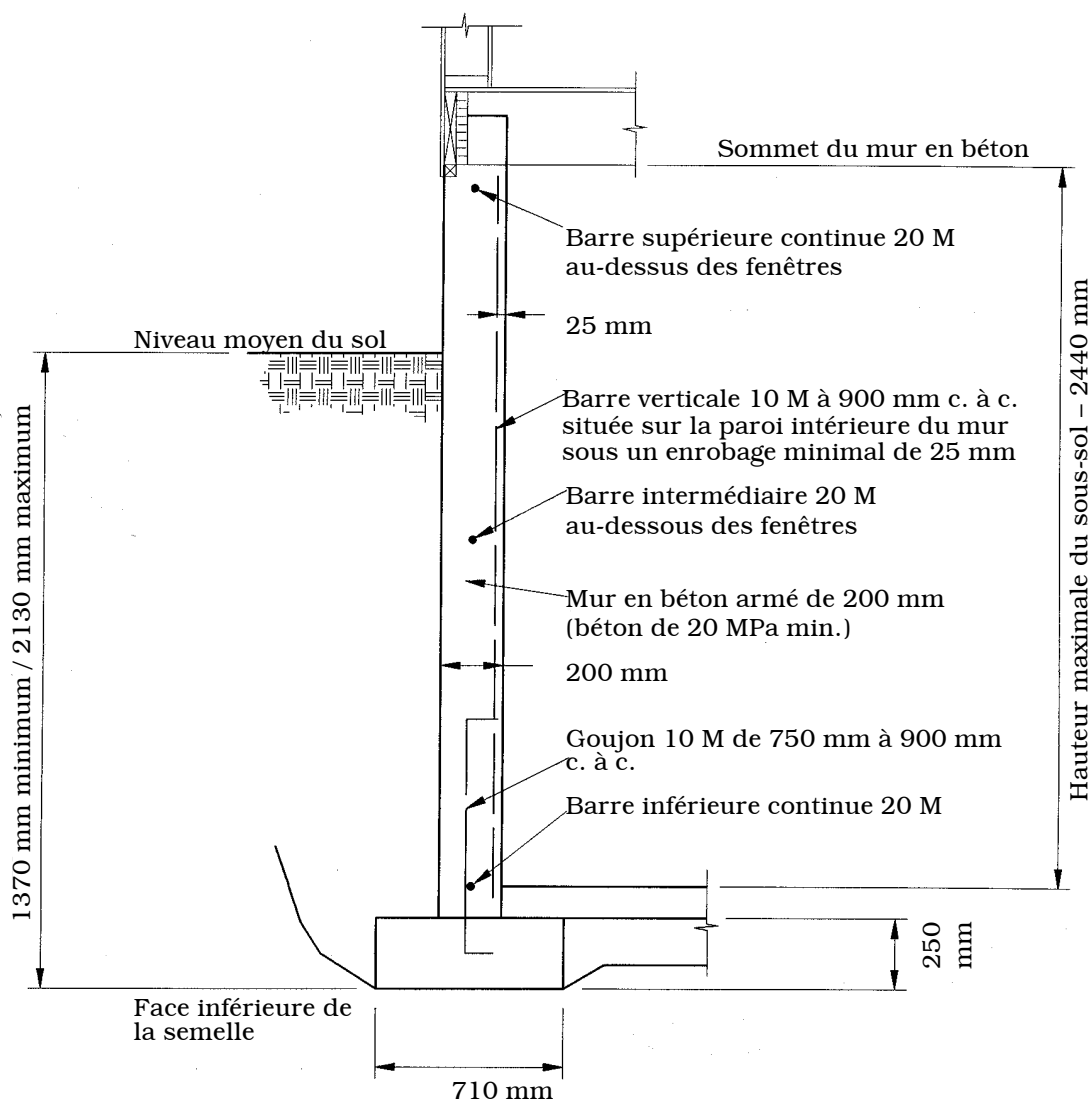 Sommet du mur en béton
Barre supérieure continue 20 M
au-dessus des fenêtres
25 mm
Niveau moyen du sol
Barre verticale 10 M à 900 mm c. à c.
située sur la paroi intérieure du mur
sous un enrobage minimal de 25 mm
Barre intermédiaire 20 M
au-dessous des fenêtres
Mur en béton armé de 200 mm
(béton de 20 MPa min.)
200 mm
Goujon 10 M de 750 mm à 900 mm
c. à c.
Barre inférieure continue 20 M
Hauteur maximale du sous-sol – 2440 mm
1370 mm minimum / 2130 mm maximum
250
mm
Face inférieure de
la semelle
710 mm